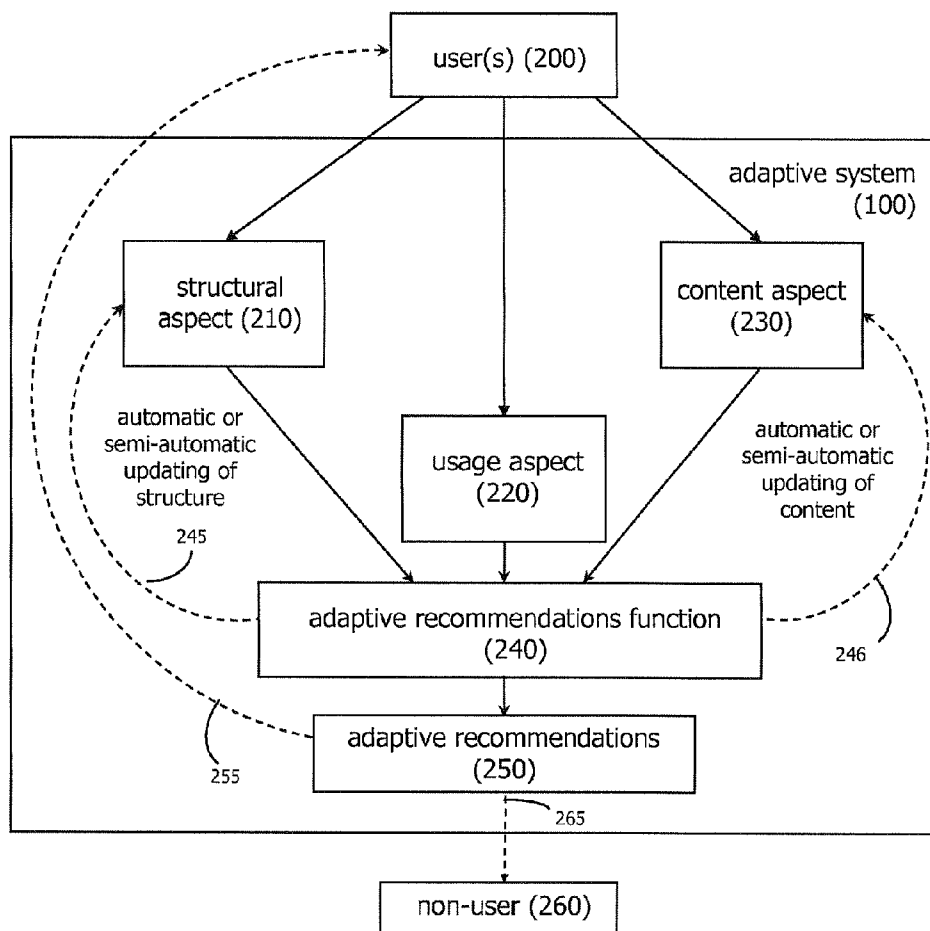 user(s) (200)
adaptive system
(100)
structural
aspect (210)
content aspect
(230)
automatic or
semi-automatic
updating of
structure
usage aspect
(220)
automatic or
semi-automatic
updating of
content
245
adaptive recommendations function
(240)
246
adaptive recommendations
(250)
255
265
non-user (260)